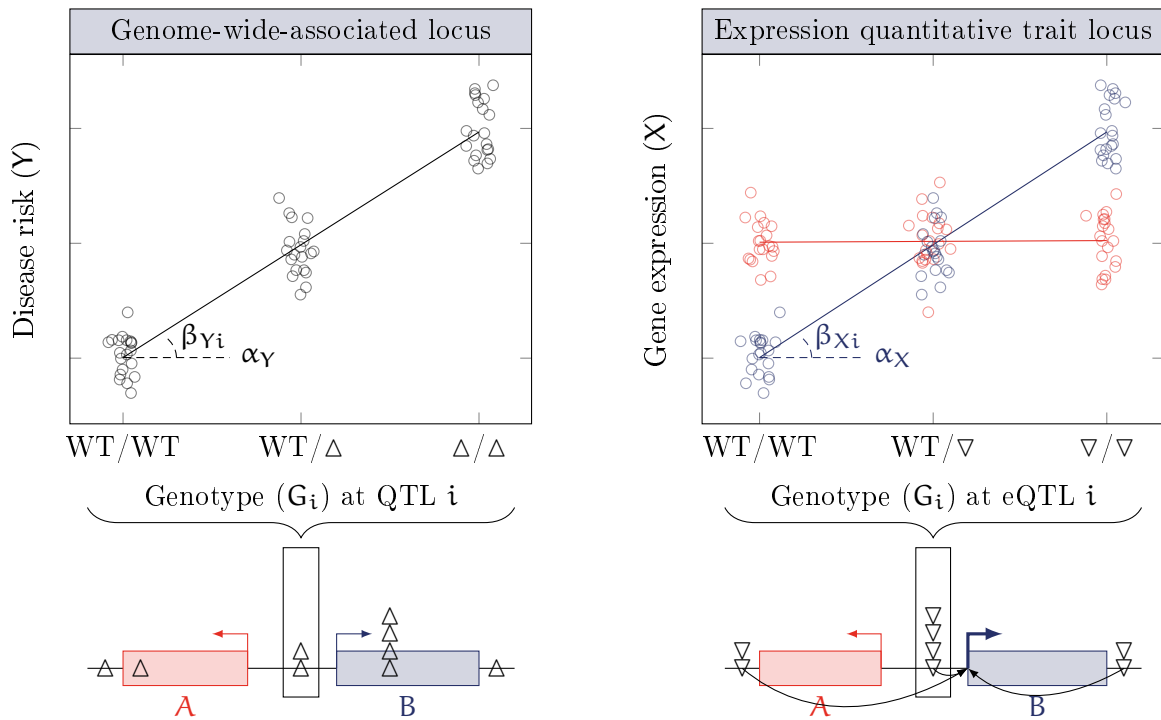 Genome-wide-associated locus
Disease risk (Y)
β_Yi
α_Y
WT/WT WT/△ △/△
Genotype (G_i) at QTL i
A B
Expression quantitative trait locus
Gene expression (X)
β_Xi
α_X
WT/WT WT/▽ ▽/▽
Genotype (G_i) at eQTL i
A B